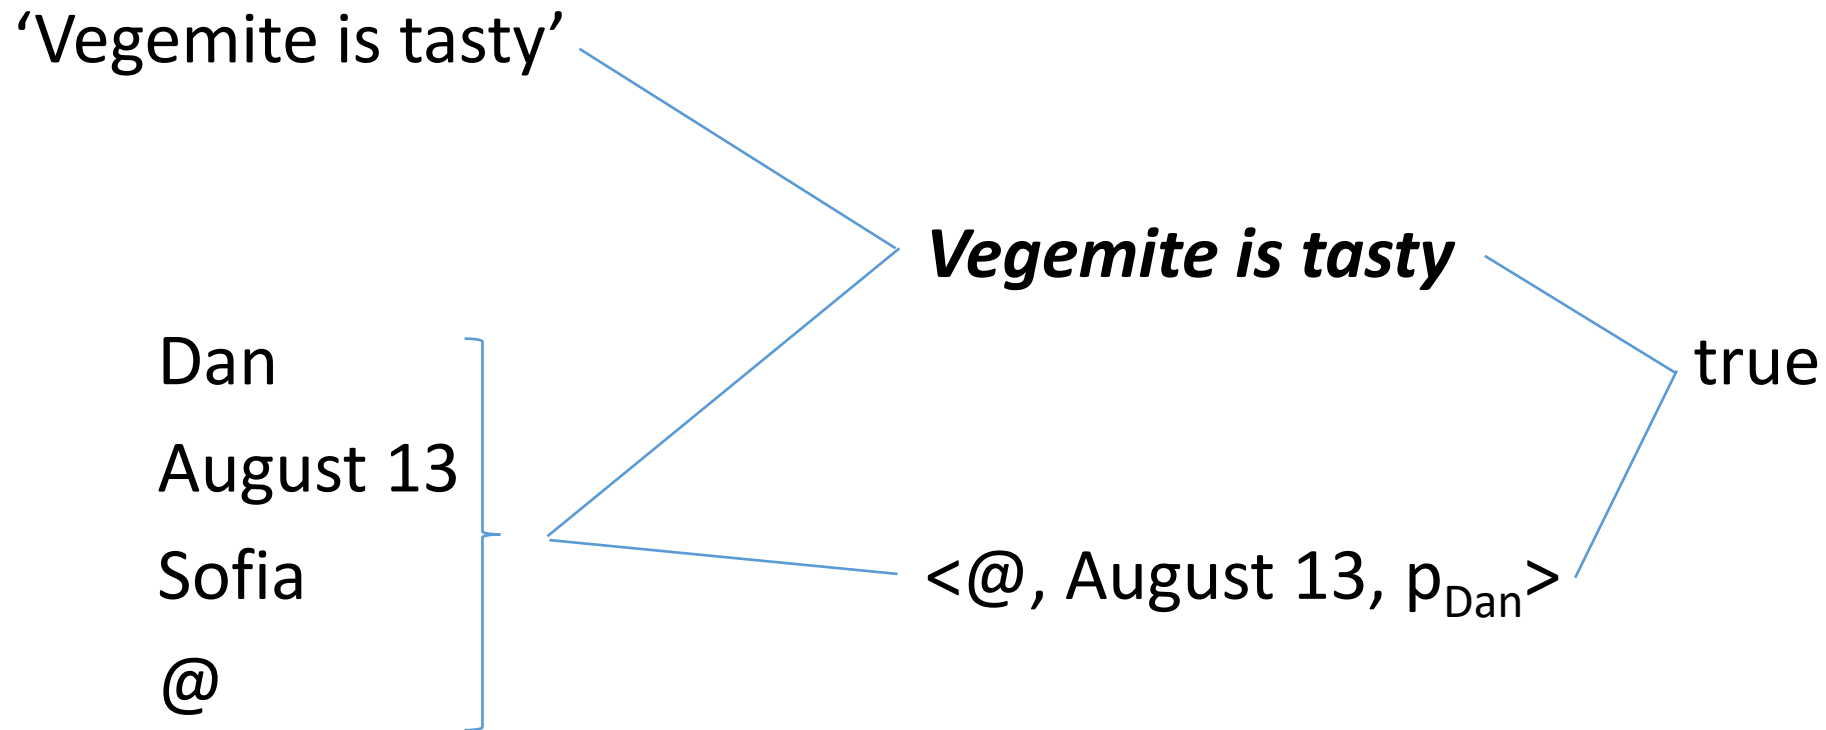 ‘Vegemite is tasty’
Vegemite is tasty
Dan
true
August 13
Sofia
<@, August 13, pDan>
@